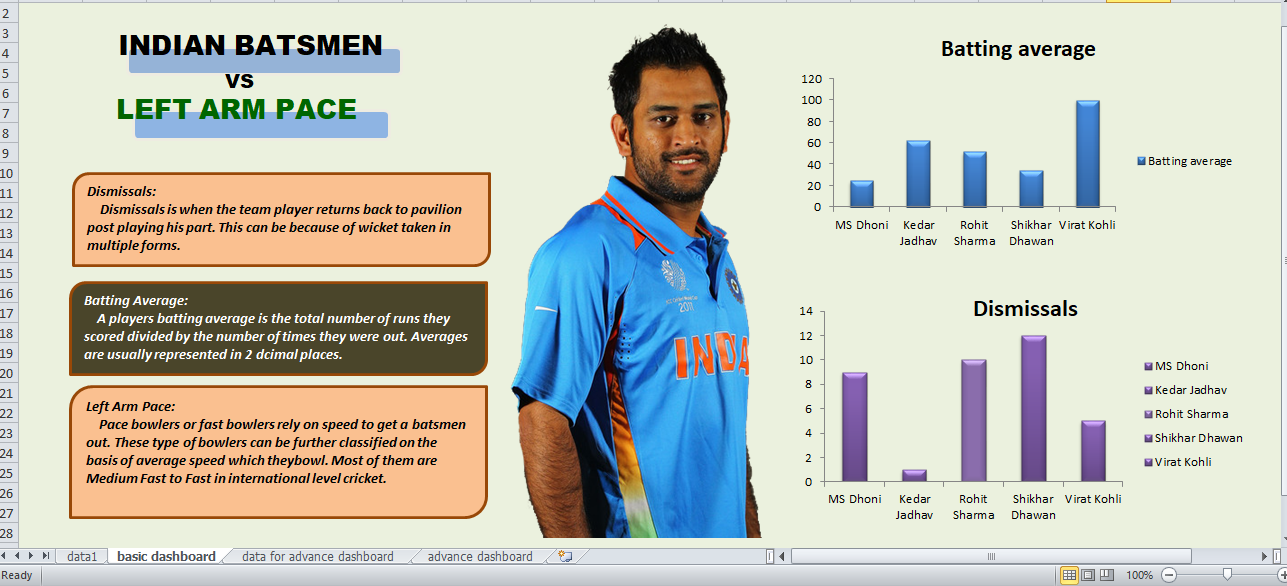 INDIAN BATSMEN
VS
LEFT ARM PACE
Dismissals:
Dismissals is when the team player returns back to pavilion
post playing his part. This can be because of wicket taken in
multiple forms.
Batting Average:
A players batting average is the total number of runs they
scored divided by the number of times they were out. Averages
are usually represented in 2 dcimal places.
Left Arm Pace:
Pace bowlers or fast bowlers rely on speed to get a batsmen
out. These type of bowlers can be further classified on the
basis of average speed which theybowl. Most of them are
Medium Fast to Fast in international level cricket.
2011
INDIA
Batting average
120
100
80
60
40
20
0
MS Dhoni
Kedar
Jadhav
Rohit
Sharma
Shikhar
Dhawan
Virat Kohli
Batting average
Dismissals
14
12
10
8
6
4
2
0
MS Dhoni
Kedar
Jadhav
Rohit
Sharma
Shikhar
Dhawan
Virat Kohli
MS Dhoni
Kedar Jadhav
Rohit Sharma
Shikhar Dhawan
Virat Kohli
2
3
4
5
6
7
8
9
10
11
12
13
14
15
16
17
18
19
20
21
22
23
24
25
26
27
28
data1
basic dashboard
data for advance dashboard
advance dashboard
Ready
100%